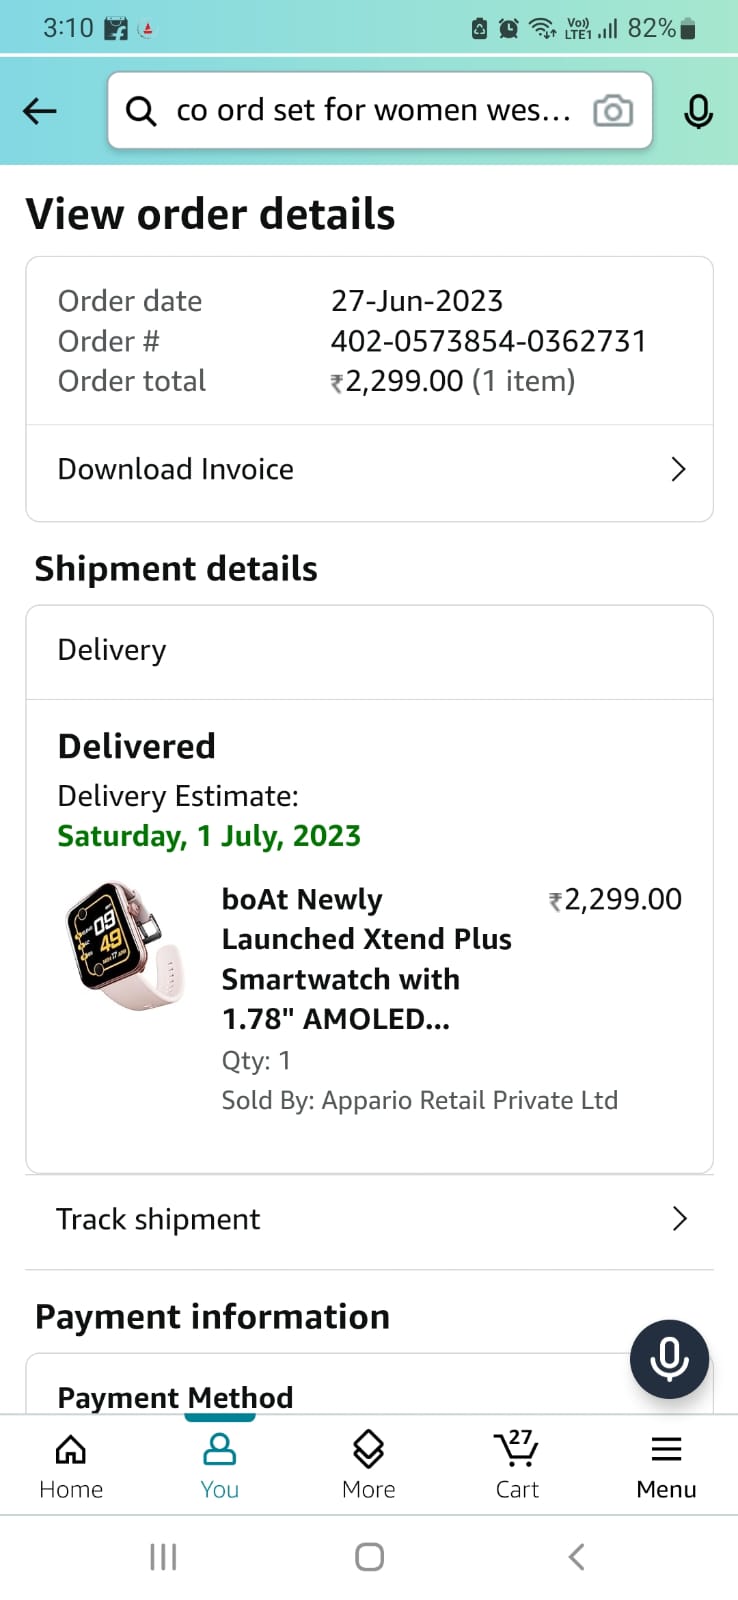 3:10
Vo))
LTE1
82%
co ord set for women wes...
View order details
Order date 27-Jun-2023
Order # 402-0573854-0362731
Order total ₹2,299.00 (1 item)
Download Invoice
Shipment details
Delivery
Delivered
Delivery Estimate:
Saturday, 1 July, 2023
boAt Newly ₹2,299.00
Launched Xtend Plus
Smartwatch with
1.78" AMOLED...
Qty: 1
Sold By: Appario Retail Private Ltd
09
49
Track shipment
Payment information
Payment Method
27
Home You More Cart Menu